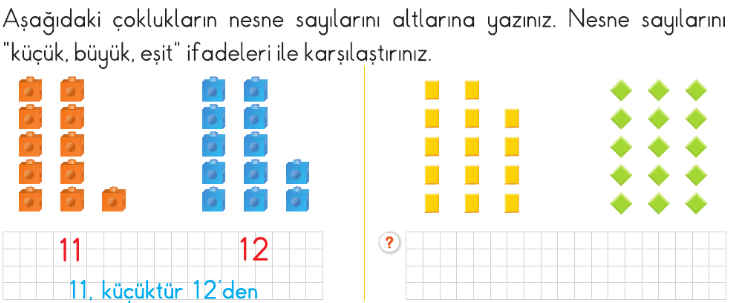 Aşağıdaki çoklukların nesne sayılarını altlarına yazınız. Nesne sayılarını
"küçük, büyük, eşit" ifadeleri ile karşılaştırınız.
11 12 ?
11, küçüktür 12'den